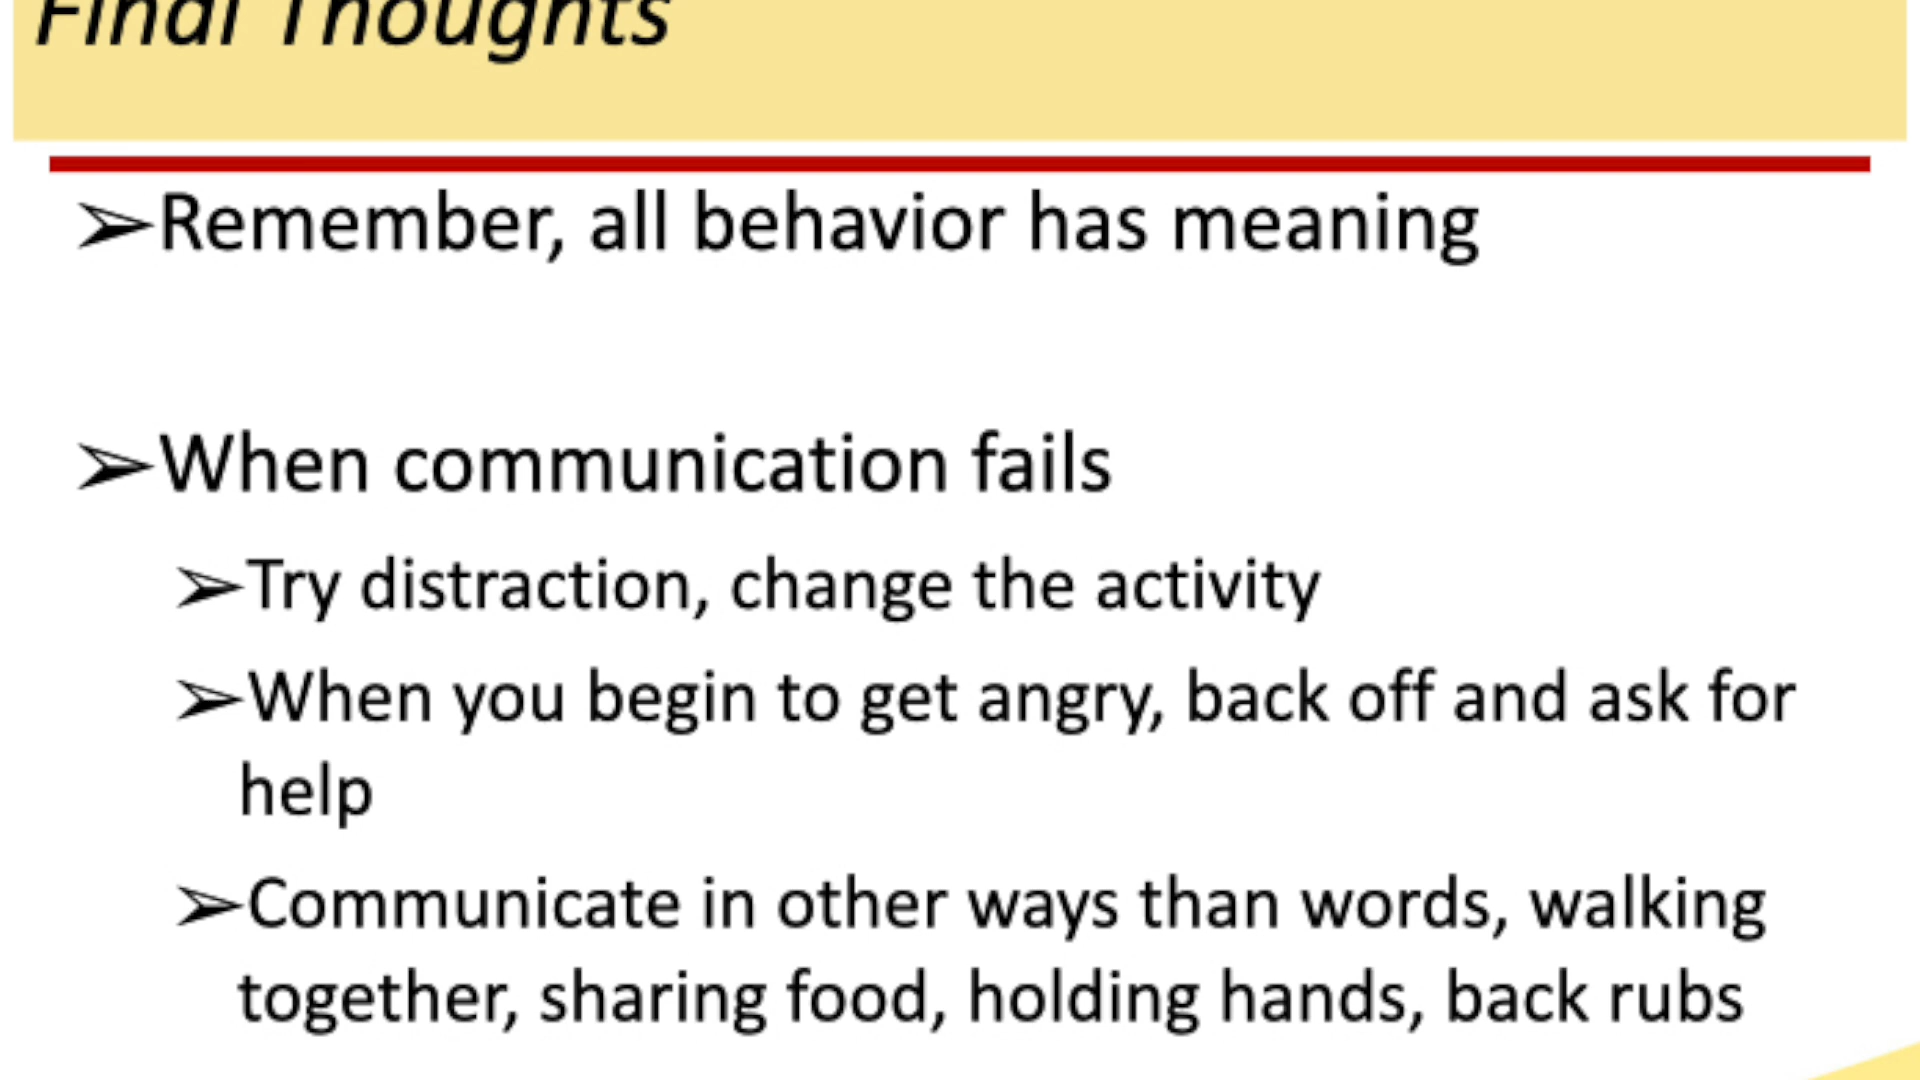 Final Thoughts
➢Remember, all behavior has meaning
➢When communication fails
➢Try distraction, change the activity
➢When you begin to get angry, back off and ask for
help
➢Communicate in other ways than words, walking
together, sharing food, holding hands, back rubs